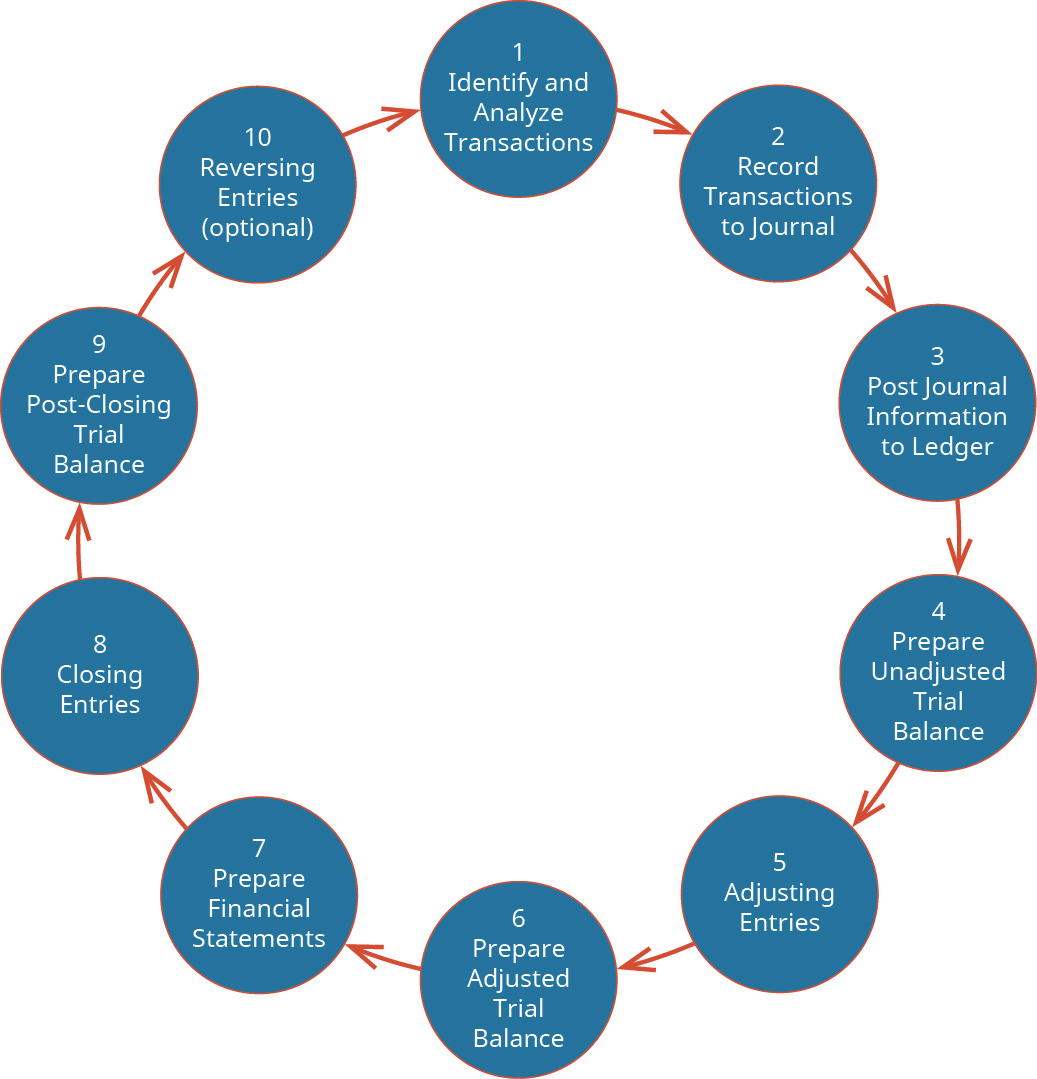 1
Identify and
Analyze
Transactions
2
Record
Transactions
to Journal
3
Post Journal
Information
to Ledger
4
Prepare
Unadjusted
Trial
Balance
5
Adjusting
Entries
6
Prepare
Adjusted
Trial
Balance
7
Prepare
Financial
Statements
8
Closing
Entries
9
Prepare
Post-Closing
Trial
Balance
10
Reversing
Entries
(optional)